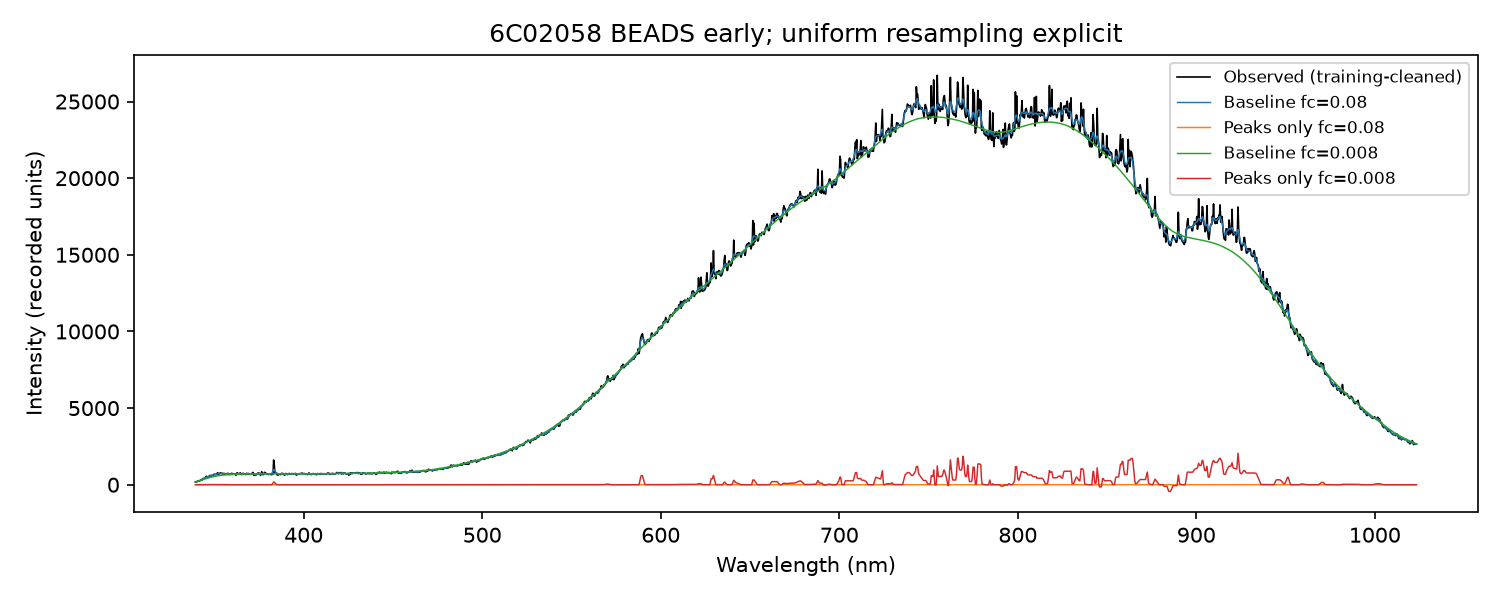 6C02058 BEADS early; uniform resampling explicit
Observed (training-cleaned)
Baseline fc=0.08
Peaks only fc=0.08
Baseline fc=0.008
Peaks only fc=0.008
Intensity (recorded units)
25000
20000
15000
10000
5000
0
400 500 600 700 800 900 1000
Wavelength (nm)